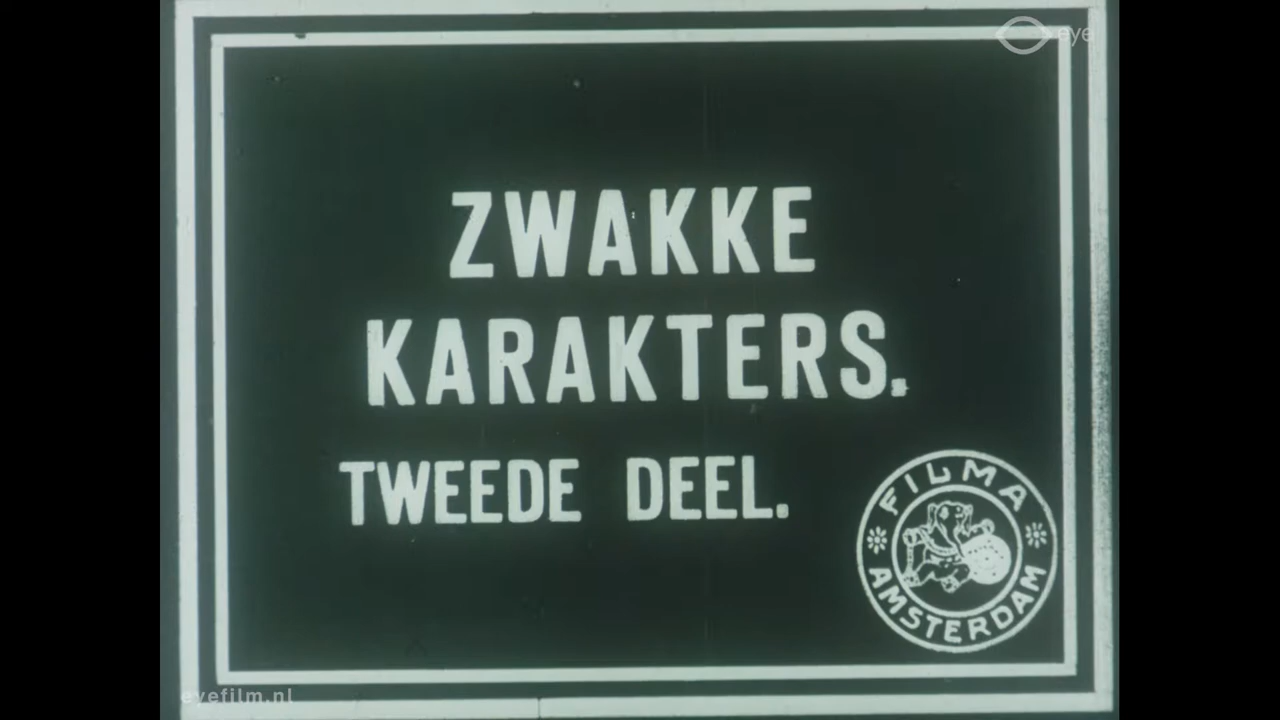 eye
ZWAKKE
KARAKTERS.
TWEEDE DEEL.
FILMA
AMSTERDAM
eyefilm.nl